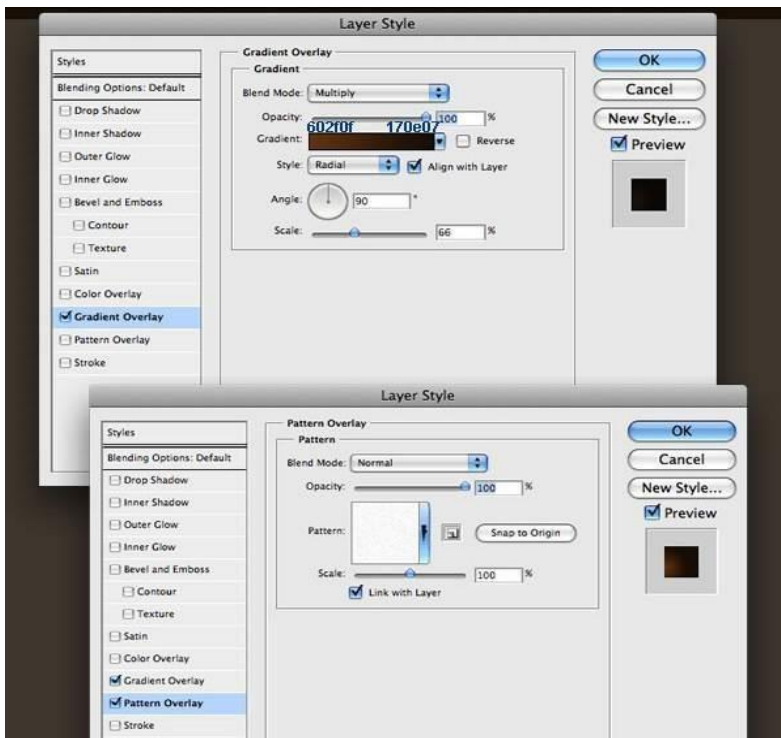 Layer Style
Styles
Blending Options: Default
Drop Shadow
Inner Shadow
Outer Glow
Inner Glow
Bevel and Emboss
Contour
Texture
Satin
Color Overlay
Gradient Overlay
Pattern Overlay
Stroke
Gradient Overlay
Gradient
Blend Mode: Multiply
Opacity: 100 %
602f0f 170e07
Gradient: Reverse
Style: Radial Align with Layer
Angle: 90 °
Scale: 66 %
OK
Cancel
New Style...
Preview
Layer Style
Styles
Blending Options: Default
Drop Shadow
Inner Shadow
Outer Glow
Inner Glow
Bevel and Emboss
Contour
Texture
Satin
Color Overlay
Gradient Overlay
Pattern Overlay
Stroke
Pattern Overlay
Pattern
Blend Mode: Normal
Opacity: 100 %
Pattern: Snap to Origin
Scale: 100 %
Link with Layer
OK
Cancel
New Style...
Preview